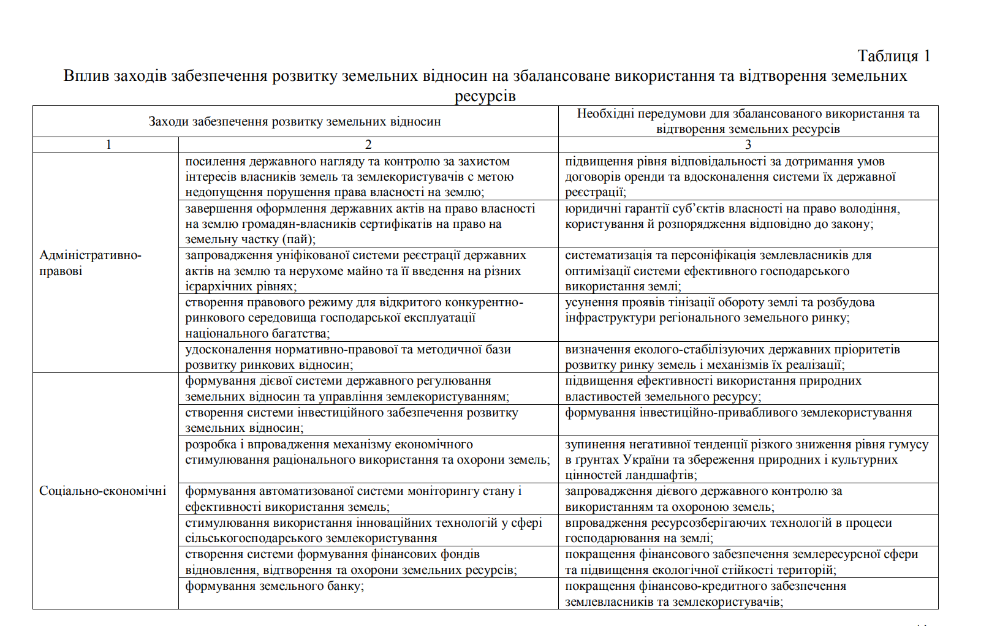 Таблиця 1
Вплив заходів забезпечення розвитку земельних відносин на збалансоване використання та відтворення земельних
ресурсів
Заходи забезпечення розвитку земельних відносин
Необхідні передумови для збалансованого використання та
відтворення земельних ресурсів
1
2
3
Адміністративно-
правові
посилення державного нагляду та контролю за захистом
інтересів власників земель та землекористувачів с метою
недопущення порушення права власності на землю;
підвищення рівня відповідальності за дотримання умов
договорів оренди та вдосконалення системи їх державної
реєстрації;
завершення оформлення державних актів на право власності
на землю громадян-власників сертифікатів на право на
земельну частку (пай);
юридичні гарантії суб’єктів власності на право володіння,
користування й розпорядження відповідно до закону;
запровадження уніфікованої системи реєстрації державних
актів на землю та нерухоме майно та її введення на різних
ієрархічних рівнях;
систематизація та персоніфікація землевласників для
оптимізації системи ефективного господарського
використання землі;
створення правового режиму для відкритого конкурентно-
ринкового середовища господарської експлуатації
національного багатства;
усунення проявів тінізації обороту землі та розбудова
інфраструктури регіонального земельного ринку;
удосконалення нормативно-правової та методичної бази
розвитку ринкових відносин;
визначення еколого-стабілізуючих державних пріоритетів
розвитку ринку земель і механізмів їх реалізації;
Соціально-економічні
формування дієвої системи державного регулювання
земельних відносин та управління землекористуванням;
підвищення ефективності використання природних
властивостей земельного ресурсу;
створення системи інвестиційного забезпечення розвитку
земельних відносин;
формування інвестиційно-привабливого землекористування
розробка і впровадження механізму економічного
стимулювання раціонального використання та охорони земель;
зупинення негативної тенденції різкого зниження рівня гумусу
в ґрунтах України та збереження природних і культурних
цінностей ландшафтів;
формування автоматизованої системи моніторингу стану і
ефективності використання земель;
запровадження дієвого державного контролю за
використанням та охороною земель;
стимулювання використання інноваційних технологій у сфері
сільськогосподарського землекористування
впровадження ресурсозберігаючих технологій в процеси
господарювання на землі;
створення системи формування фінансових фондів
відновлення, відтворення та охорони земельних ресурсів;
покращення фінансового забезпечення землересурсної сфери
та підвищення екологічної стійкості територій;
формування земельного банку;
покращення фінансово-кредитного забезпечення
землевласників та землекористувачів;